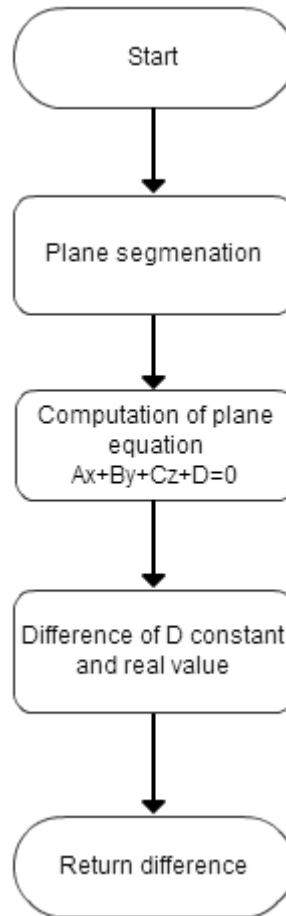 Start
Plane segmenation
Computation of plane
equation
Ax+By+Cz+D=0
Difference of D constant
and real value
Return difference